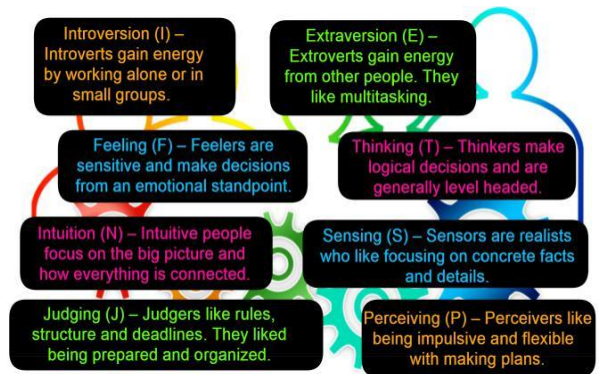 Introversion (I) –
Introverts gain energy
by working alone or in
small groups.
Extraversion (E) –
Extroverts gain energy
from other people. They
like multitasking.
Feeling (F) – Feelers are
sensitive and make decisions
from an emotional standpoint.
Thinking (T) – Thinkers make
logical decisions and are
generally level headed.
Intuition (N) – Intuitive people
focus on the big picture and
how everything is connected.
Sensing (S) – Sensors are realists
who like focusing on concrete facts
and details.
Judging (J) – Judgers like rules,
structure and deadlines. They liked
being prepared and organized.
Perceiving (P) – Perceivers like
being impulsive and flexible
with making plans.